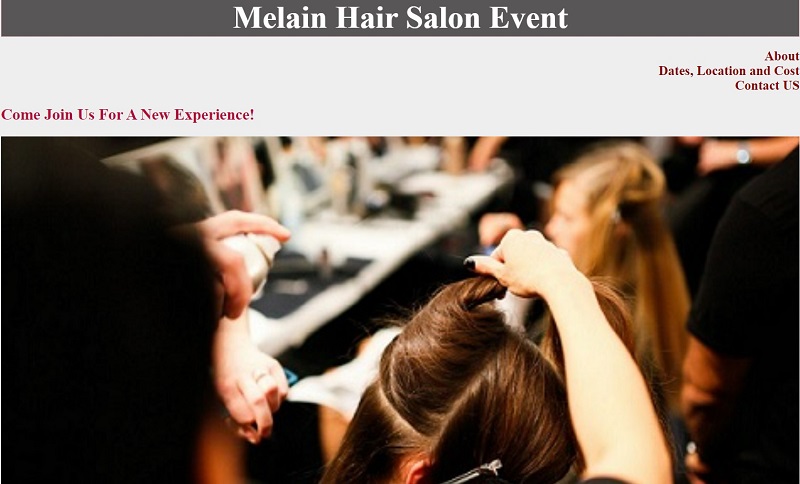 Melain Hair Salon Event
About
Dates, Location and Cost
Contact US
Come Join Us For A New Experience!